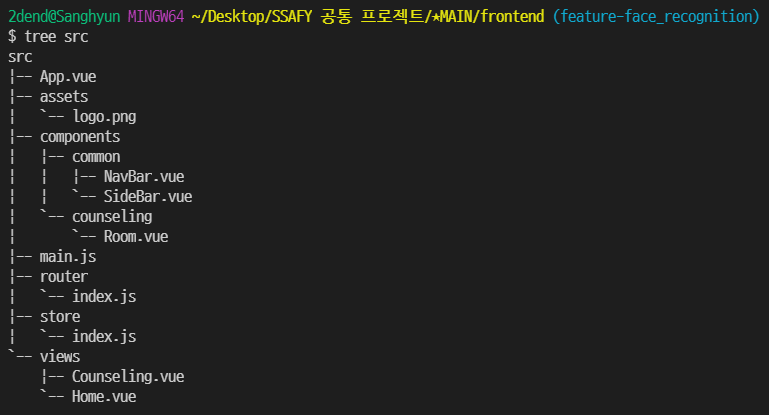 2dend@Sanghyun MINGW64 ~/Desktop/SSAFY 공통 프로젝트/★MAIN/frontend (feature-face_recognition)
$ tree src
src
|-- App.vue
|-- assets
|   `-- logo.png
|-- components
|   |-- common
|   |   |-- NavBar.vue
|   |   `-- SideBar.vue
|   `-- counseling
|       `-- Room.vue
|-- main.js
|-- router
|   `-- index.js
|-- store
|   `-- index.js
`-- views
    |-- Counseling.vue
    `-- Home.vue